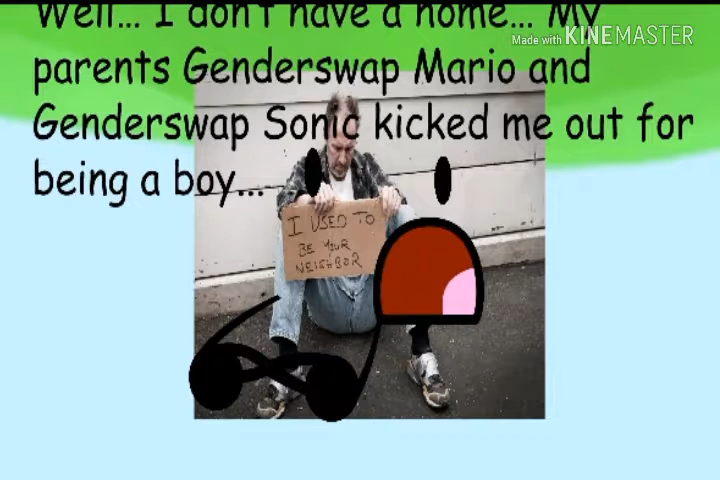 Well... I don't have a home... My
Made with KINEMASTER
parents Genderswap Mario and
Genderswap Sonic kicked me out for
being a boy...
I USED TO
BE YOUR
NEIGHBOR